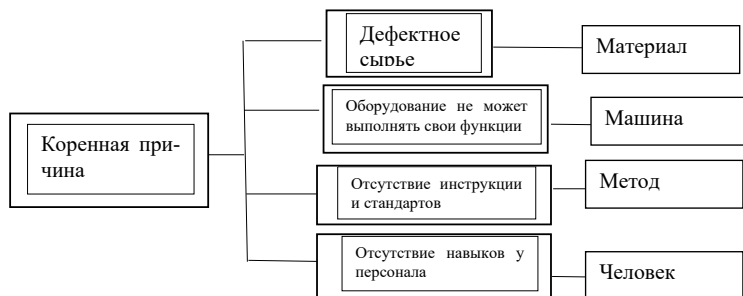 Коренная при-
чина
Дефектное
сырье
Материал
Оборудование не может
выполнять свои функции
Машина
Отсутствие инструкции
и стандартов
Метод
Отсутствие навыков у
персонала
Человек